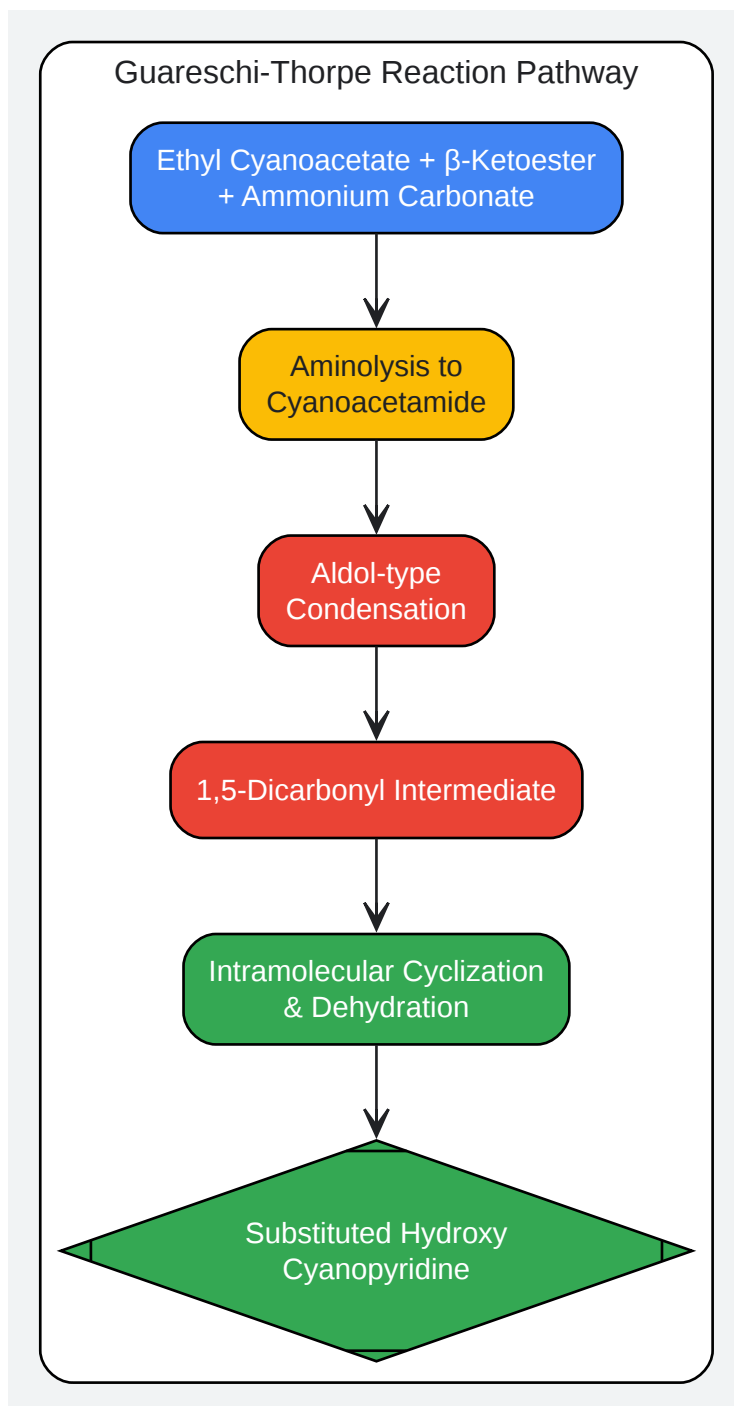 Guareschi-Thorpe Reaction Pathway
Ethyl Cyanoacetate + β-Ketoester
+ Ammonium Carbonate
Aminolysis to
Cyanoacetamide
Aldol-type
Condensation
1,5-Dicarbonyl Intermediate
Intramolecular Cyclization
& Dehydration
Substituted Hydroxy
Cyanopyridine